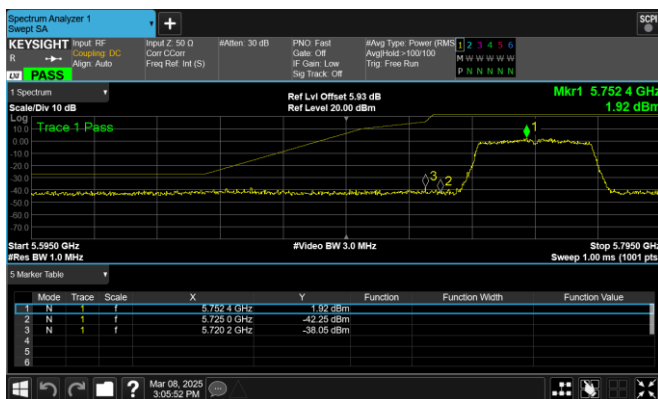 Spectrum Analyzer 1
Swept SA
SCPI
KEYSIGHT Input: RF Input Z: 50 Ω #Atten: 30 dB PNO: Fast #Avg Type: Power (RMS 1 2 3 4 5 6
R Coupling: DC Corr CCorr Gate: Off Avg|Hold:>100/100 M W W W W W
Align: Auto Freq Ref: Int (S) IF Gain: Low Trig: Free Run
Sig Track: Off P N N N N N
LXI PASS
1 Spectrum Ref Lvl Offset 5.93 dB Mkr1 5.752 4 GHz
Scale/Div 10 dB Ref Level 20.00 dBm 1.92 dBm
Log
Trace 1 Pass
10.0
0.00
-10.0
-20.0
-30.0
-40.0
-50.0
-60.0
-70.0
1
3
2
Start 5.5950 GHz #Video BW 3.0 MHz Stop 5.7950 GHz
#Res BW 1.0 MHz Sweep 1.00 ms (1001 pts
5 Marker Table
Mode Trace Scale X Y Function Function Width Function Value
1 N 1 f 5.752 4 GHz 1.92 dBm
2 N 1 f 5.725 0 GHz -42.25 dBm
3 N 1 f 5.720 2 GHz -38.05 dBm
4
5
6
? Mar 08, 2025
3:05:52 PM